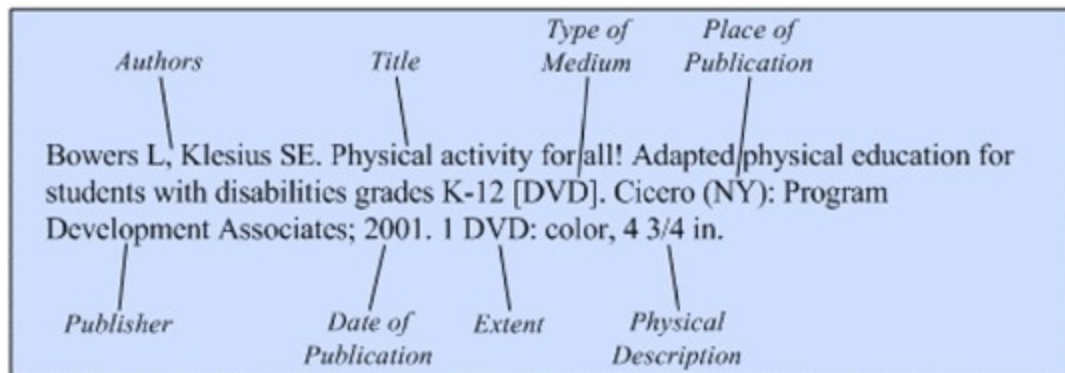 Type of Place of
Authors Title Medium Publication
Bowers L, Klesius SE. Physical activity for all! Adapted physical education for
students with disabilities grades K-12 [DVD]. Cicero (NY): Program
Development Associates; 2001. 1 DVD: color, 4 3/4 in.
Publisher Date of Extent Physical
Publication Description